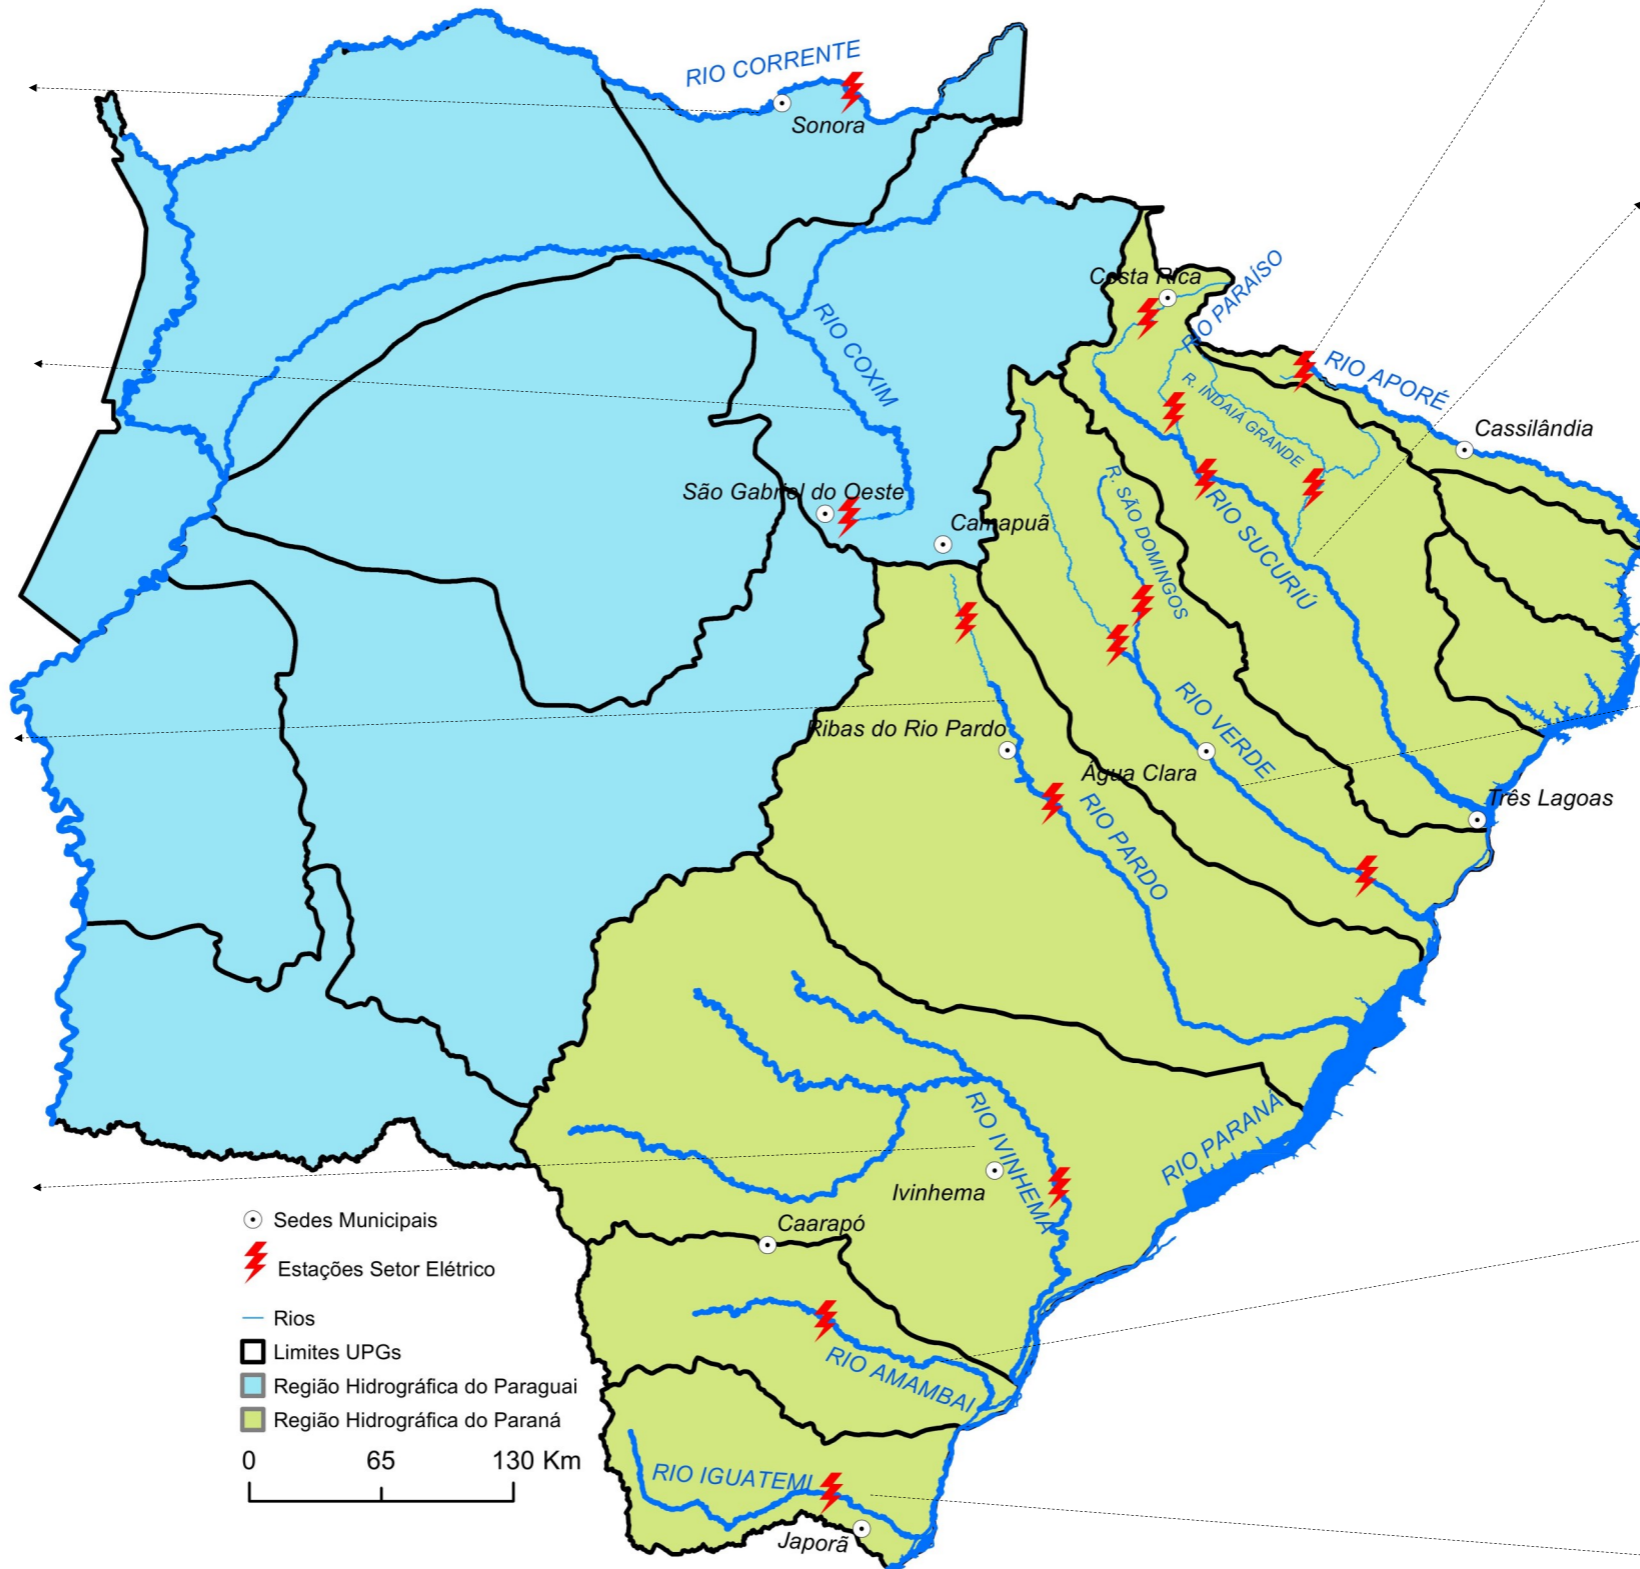 RIO CORRENTE
Sonora
Costa Rica
RIO PARAÍSO
RIO APORÉ
R. INDAIÁ GRANDE
Cassilândia
RIO COXIM
São Gabriel do Oeste
Camapuã
R. SÃO DOMINGOS
RIO SUCURIÚ
Ribas do Rio Pardo
RIO VERDE
Água Clara
RIO PARDO
Três Lagoas
RIO IVINHEMA
RIO PARANÁ
Ivinhema
Caarapó
RIO AMAMBAI
RIO IGUATEMI
Japorã
Sedes Municipais
Estações Setor Elétrico
Rios
Limites UPGs
Região Hidrográfica do Paraguai
Região Hidrográfica do Paraná
0 65 130 Km